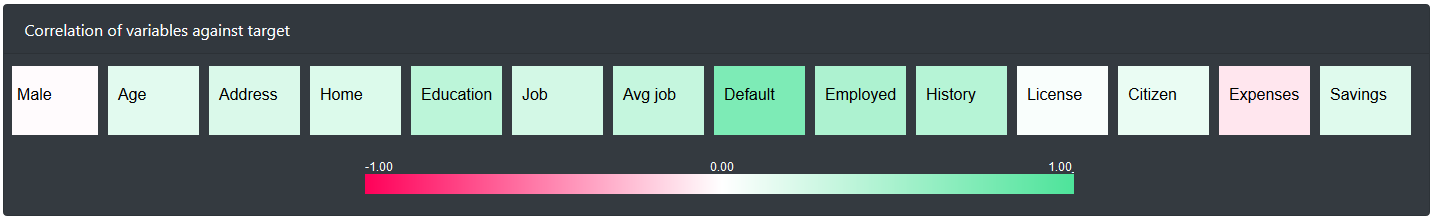 Correlation of variables against target
Male Age Address Home Education Job Avg job Default Employed History License Citizen Expenses Savings
-1.00 0.00 1.00